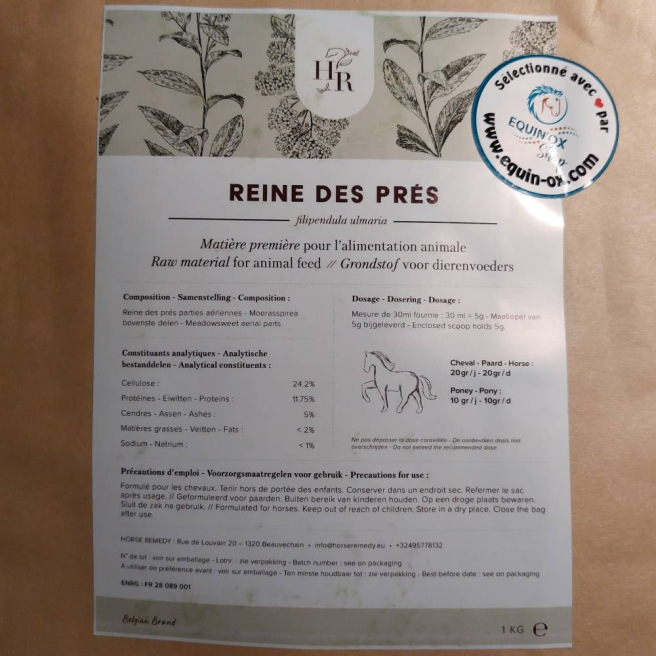 HR
Sélectionné avec ❤ par
EQUIN'OX
Shop
www.equin-ox.com
REINE DES PRÉS
filipendula ulmaria
Matière première pour l'alimentation animale
Raw material for animal feed // Grondstof voor dierenvoeders
Composition - Samenstelling - Composition :
Reine des prés parties aériennes - Moerasspirea
bovenste delen - Meadowsweet aerial parts
Dosage - Dosering - Dosage :
Mesure de 30ml fournie : 30 ml = 5g - Maatlepel van
5g bijgeleverd - Enclosed scoop holds 5g.
Constituants analytiques - Analytische
bestanddelen - Analytical constituents :
Cellulose : 24.2%
Protéines - Eiwitten - Proteins : 11.75%
Cendres - Assen - Ashes : 5%
Matières grasses - Vetten - Fats : < 2%
Sodium - Natrium : < 1%
Cheval - Paard - Horse :
20gr / j - 20gr / d
Poney - Pony :
10 gr / j - 10gr / d
Ne pas dépasser la dose conseillée - De aanbevolen dosis niet
overschrijden - Do not exceed the recommended dose
Précautions d'emploi - Voorzorgsmaatregelen voor gebruik - Precautions for use :
Formulé pour les chevaux. Tenir hors de portée des enfants. Conserver dans un endroit sec. Refermer le sac
après usage. // Geformuleerd voor paarden. Buiten bereik van kinderen houden. Op een droge plaats bewaren.
Sluit de zak na gebruik. // Formulated for horses. Keep out of reach of children. Store in a dry place. Close the bag
after use.
HORSE REMEDY : Rue de Louvain 20 – 1320 Beauvechain • info@horseremedy.eu • +32495778132
N° de lot : voir sur emballage - Lotnr. : zie verpakking - Batch number : see on packaging
A utiliser de préférence avant : voir sur emballage - Ten minste houdbaar tot : zie verpakking - Best-before date : see on packaging
ENRG : FR 28 089 001
Belgian Brand
1 KG ℮